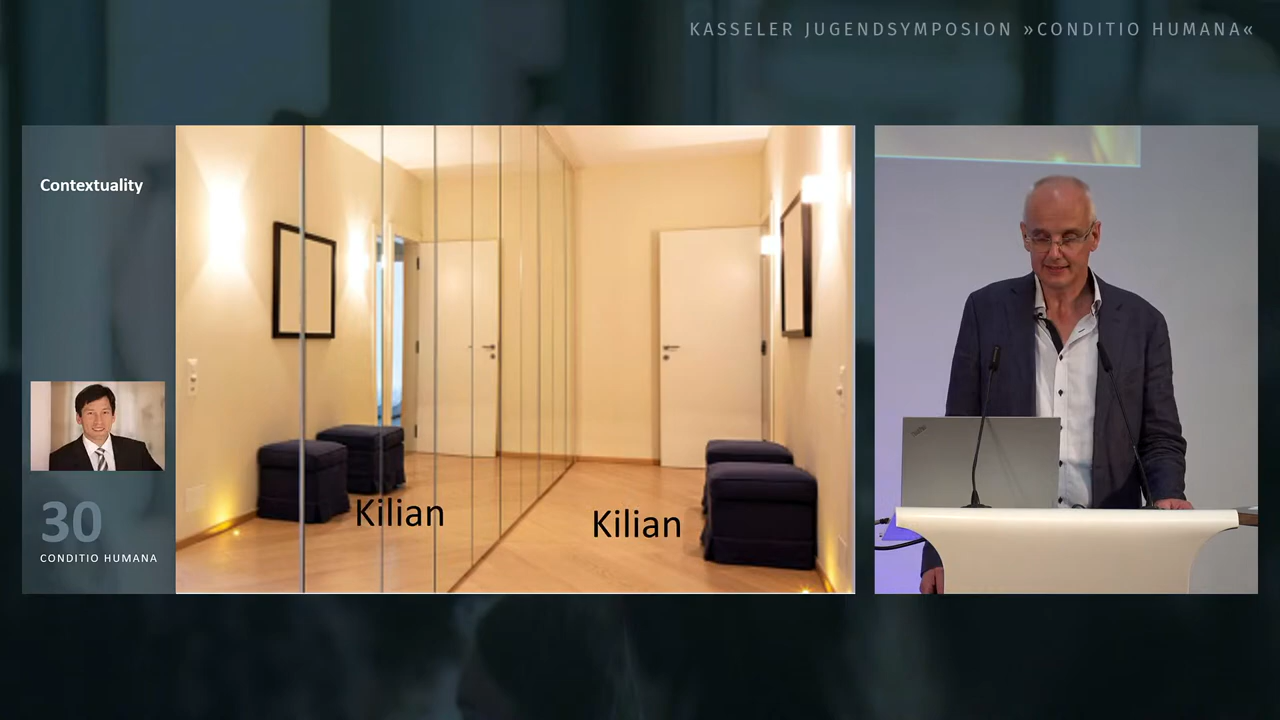 KASSELER JUGENDSYMPOSION »CONDITIO HUMANA«
Contextuality
Kilian
Kilian
30
CONDITIO HUMANA